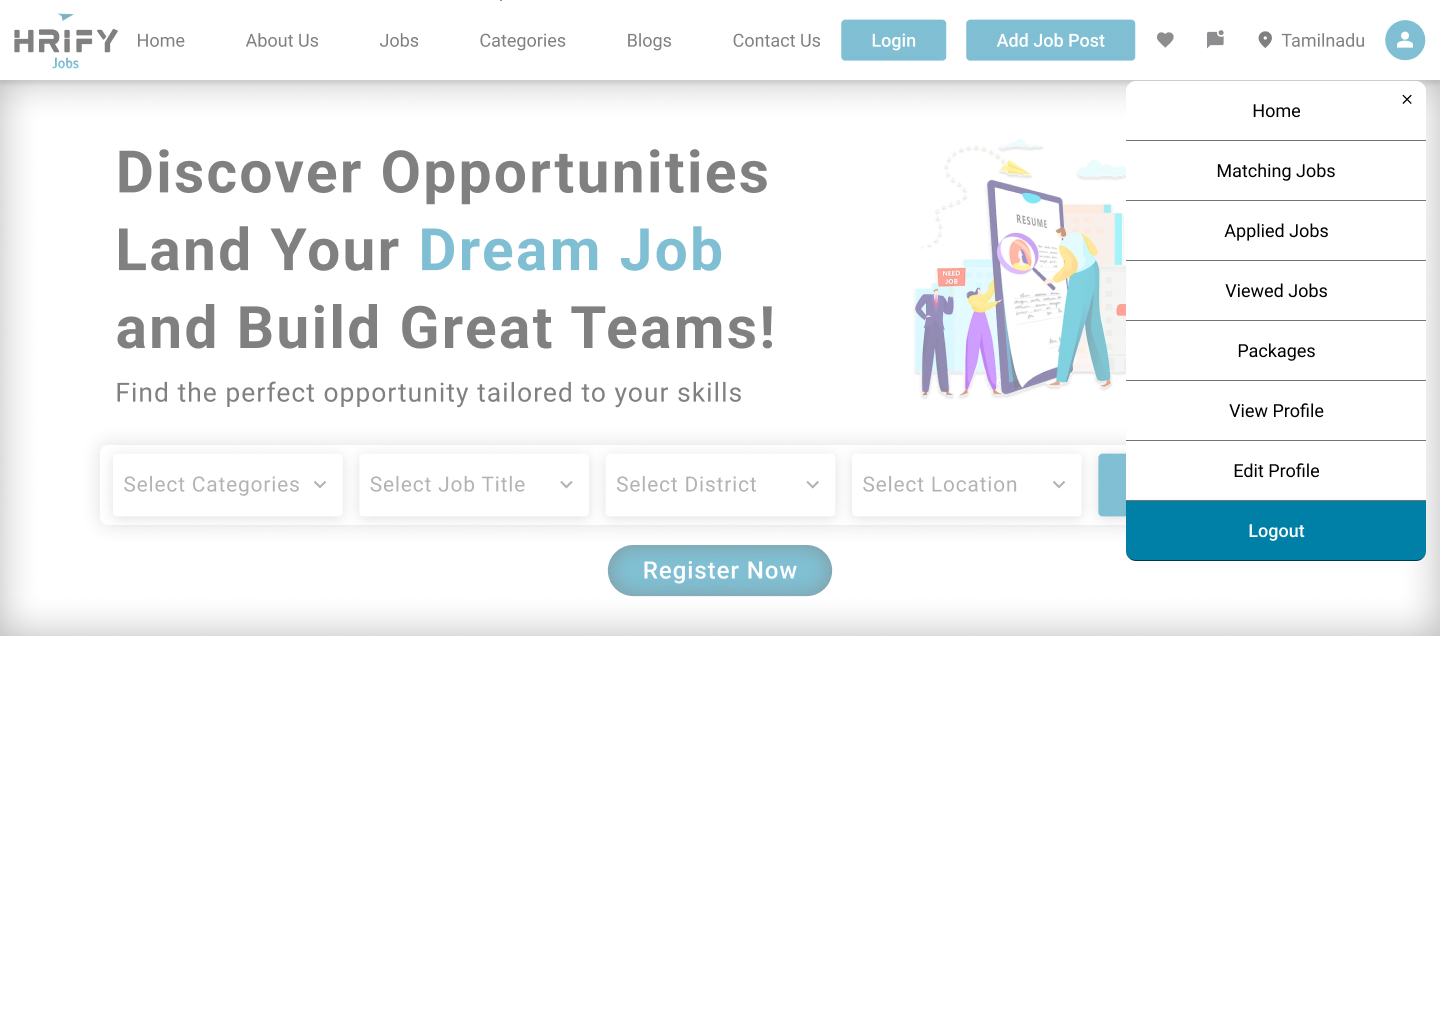 HRIFY
Jobs
Home
About Us
Jobs
Categories
Blogs
Contact Us
Login
Add Job Post
Tamilnadu
Home
Matching Jobs
Applied Jobs
Viewed Jobs
Packages
View Profile
Edit Profile
Logout
Discover Opportunities
Land Your Dream Job
and Build Great Teams!
Find the perfect opportunity tailored to your skills
RESUME
NEED
JOB
Select Categories
Select Job Title
Select District
Select Location
Register Now